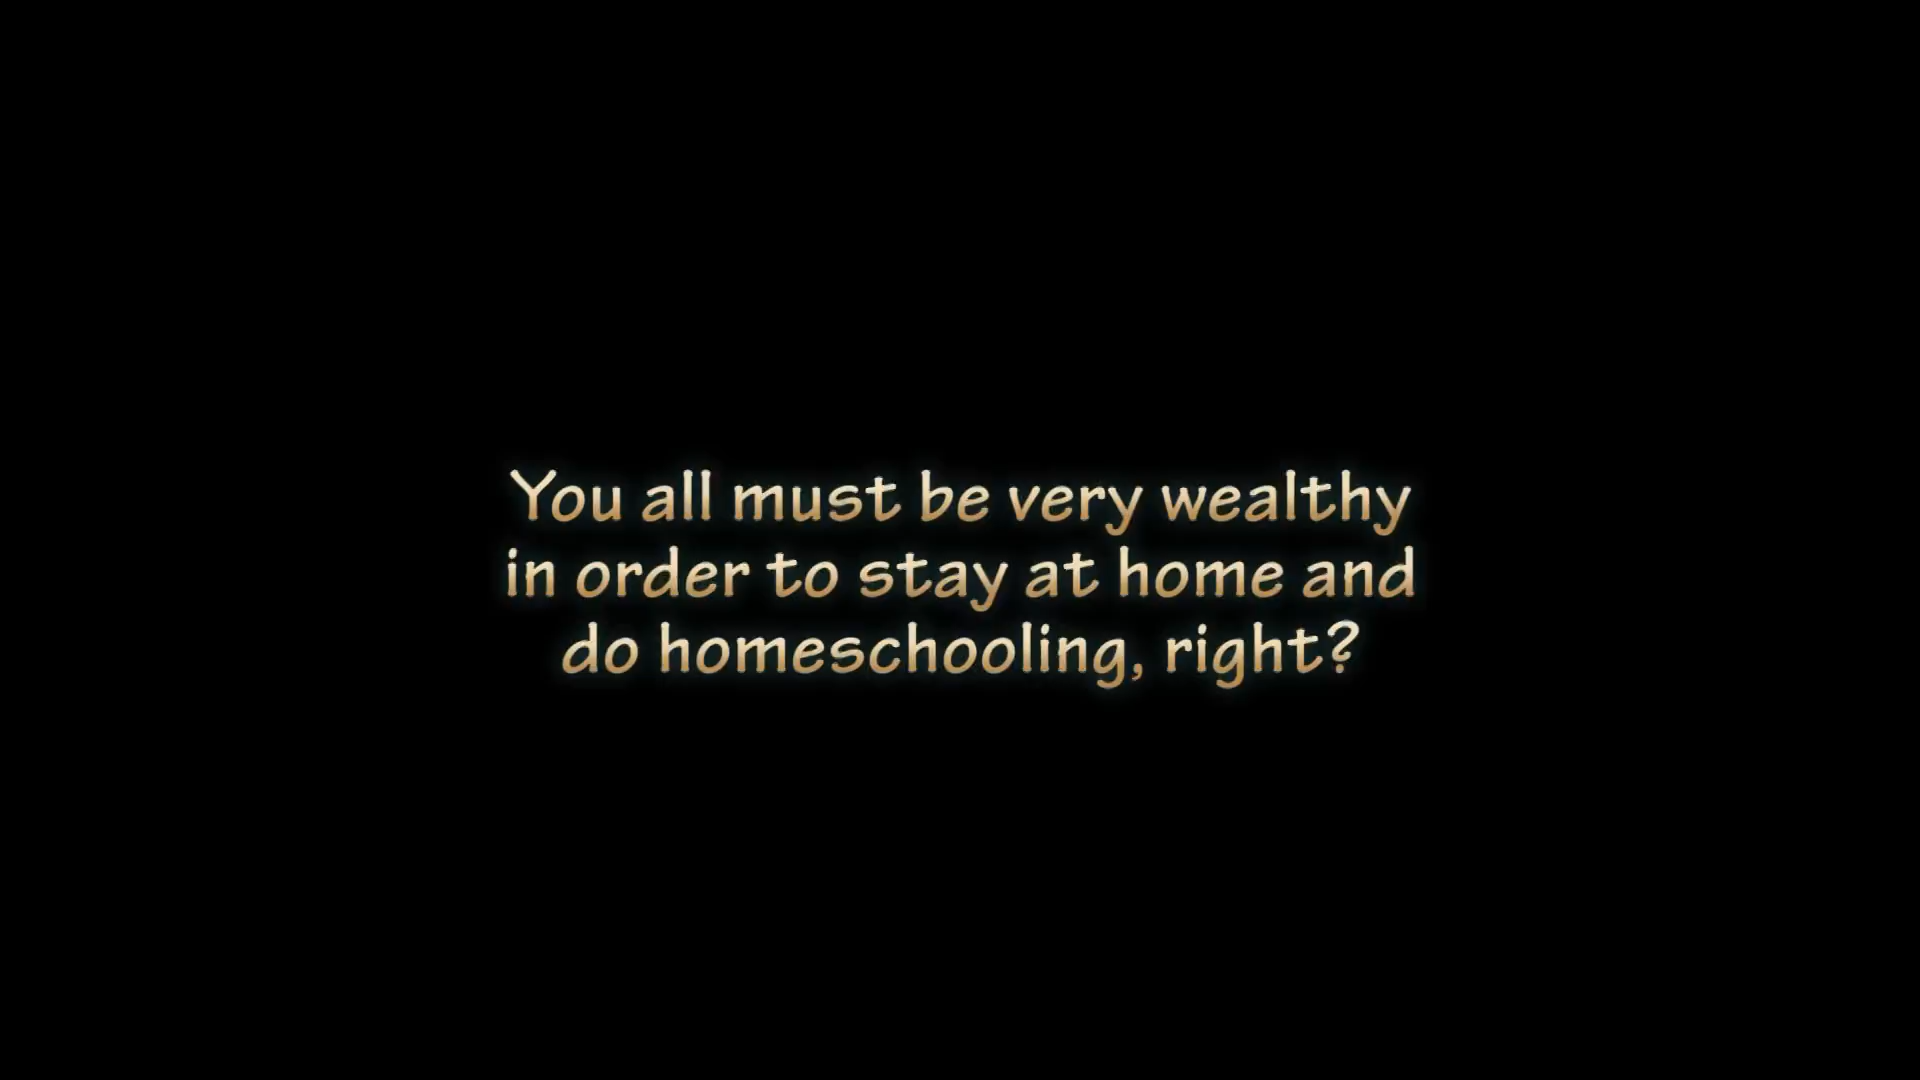 You all must be very wealthy
in order to stay at home and
do homeschooling, right?